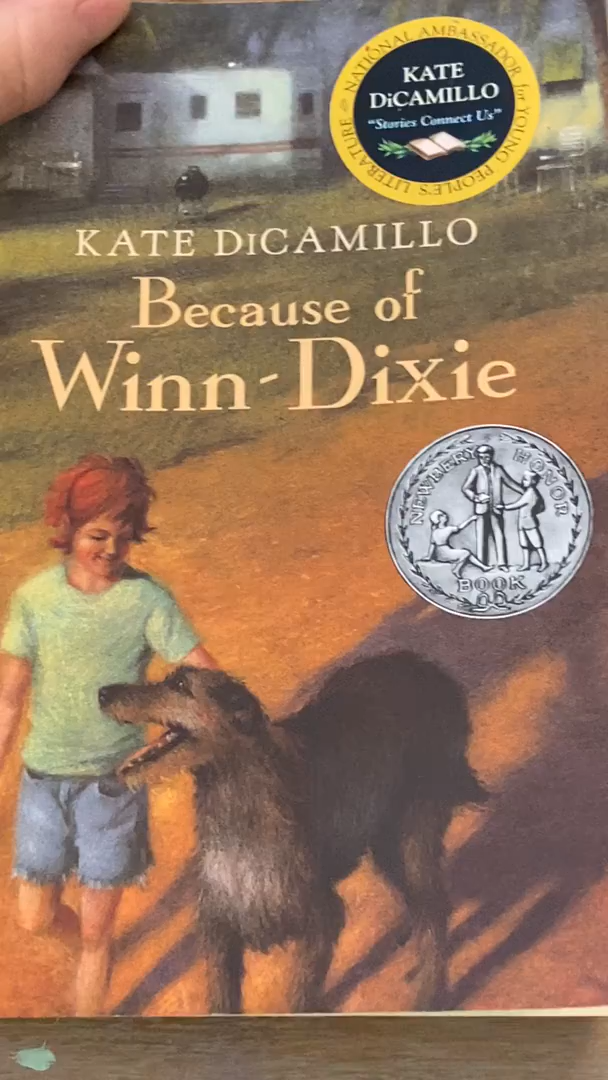 NATIONAL AMBASSADOR for YOUNG PEOPLE'S LITERATURE
KATE
DiCAMILLO
"Stories Connect Us"
KATE DiCAMILLO
Because of
Winn-Dixie
NEWBERY HONOR
BOOK